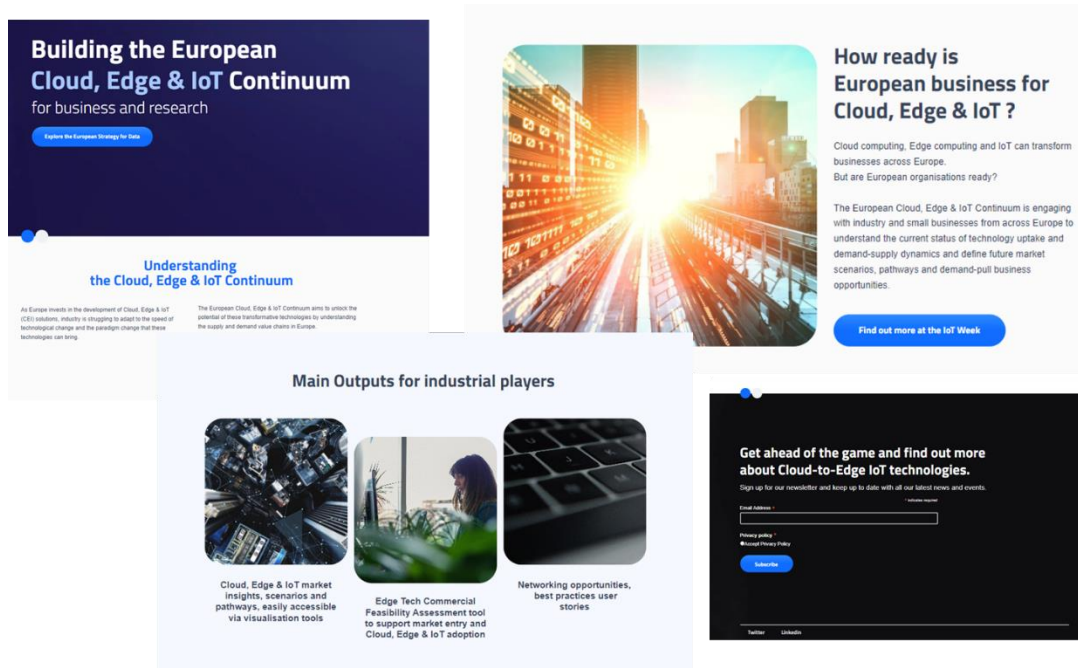 Building the European
Cloud, Edge & IoT Continuum
for business and research
Explore the European Strategy for Data
Understanding
the Cloud, Edge & IoT Continuum
As Europe invests in the development of Cloud, Edge & IoT
(CEI) solutions, industry is struggling to adapt to the speed of
technological change and the paradigm change that these
technologies can bring.
The European Cloud, Edge & IoT Continuum aims to unlock the
potential of these transformative technologies by understanding
the supply and demand value chains in Europe.
How ready is
European business for
Cloud, Edge & IoT ?
Cloud computing, Edge computing and IoT can transform
businesses across Europe.
But are European organisations ready?
The European Cloud, Edge & IoT Continuum is engaging
with industry and small businesses from across Europe to
understand the current status of technology uptake and
demand-supply dynamics and define future market
scenarios, pathways and demand-pull business
opportunities.
Find out more at the IoT Week
Main Outputs for industrial players
Cloud, Edge & IoT market
insights, scenarios and
pathways, easily accessible
via visualisation tools
Edge Tech Commercial
Feasibility Assessment tool
to support market entry and
Cloud, Edge & IoT adoption
Networking opportunities,
best practices user
stories
Get ahead of the game and find out more
about Cloud-to-Edge IoT technologies.
Sign up for our newsletter and keep up to date with all our latest news and events.
* indicates required
Email Address *
Privacy policy *
Accept Privacy Policy
Subscribe
Twitter Linkedin